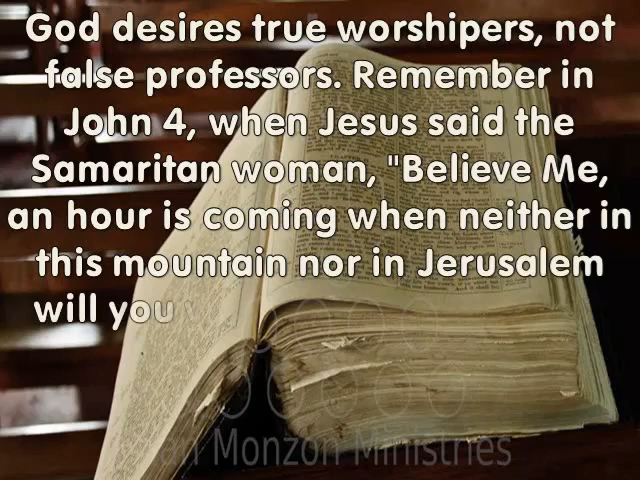 God desires true worshipers, not
false professors. Remember in
John 4, when Jesus said the
Samaritan woman, "Believe Me,
an hour is coming when neither in
this mountain nor in Jerusalem
will you
Monzon Ministries